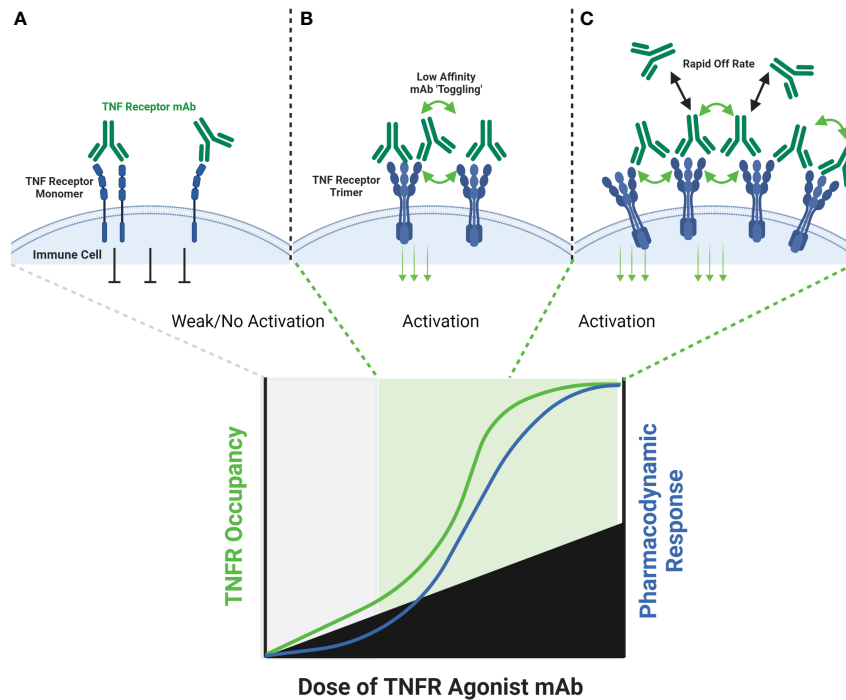 A
B
C
TNF Receptor mAb
TNF Receptor
Monomer
Immune Cell
Low Affinity
mAb 'Toggling'
TNF Receptor
Trimer
Rapid Off Rate
Weak/No Activation
Activation
Activation
TNFR Occupancy
Pharmacodynamic
Response
Dose of TNFR Agonist mAb